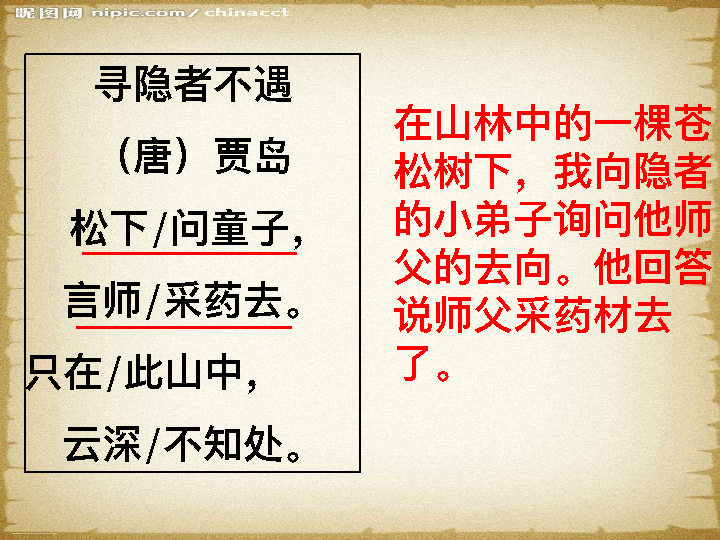 昵图网 nipic.com/chinacct
寻隐者不遇
（唐）贾岛
松下/问童子，
言师/采药去。
只在/此山中，
云深/不知处。
在山林中的一棵苍
松树下，我向隐者
的小弟子询问他师
父的去向。他回答
说师父采药材去
了。